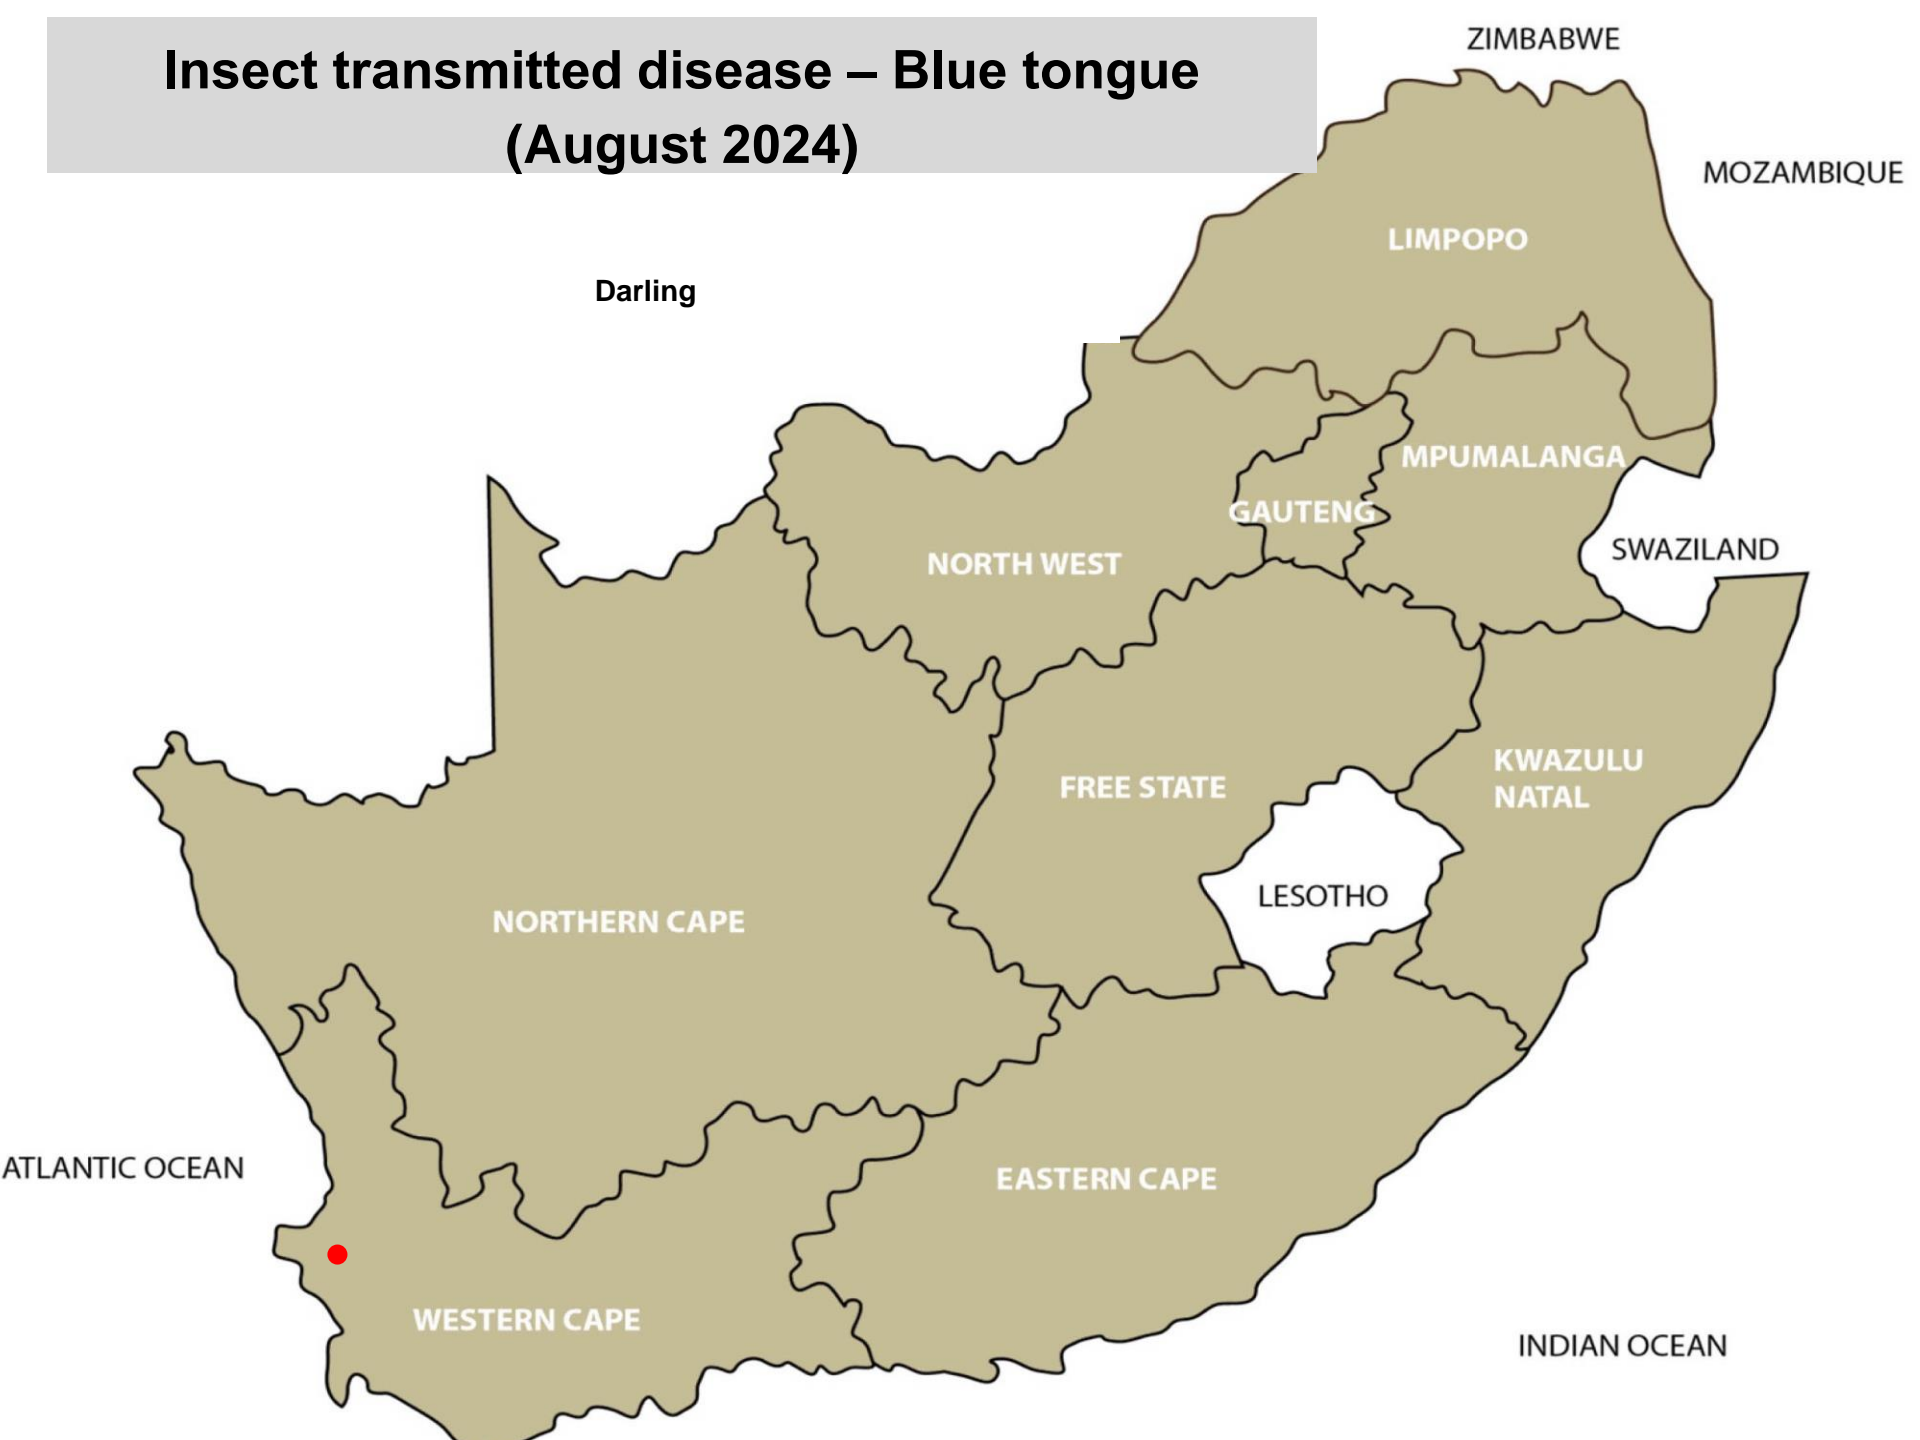 Insect transmitted disease – Blue tongue
(August 2024)
ZIMBABWE
MOZAMBIQUE
LIMPOPO
Darling
MPUMALANGA
GAUTENG
SWAZILAND
NORTH WEST
KWAZULU
NATAL
FREE STATE
LESOTHO
NORTHERN CAPE
ATLANTIC OCEAN
EASTERN CAPE
WESTERN CAPE
INDIAN OCEAN